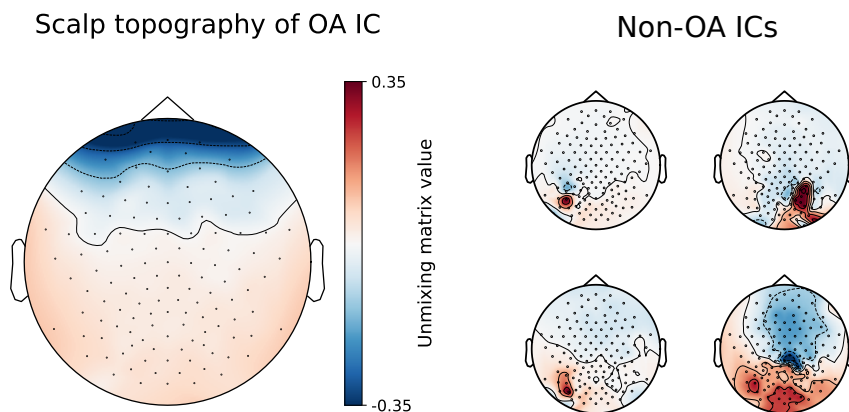 Scalp topography of OA IC
Non-OA ICs
0.35
Unmixing matrix value
-0.35